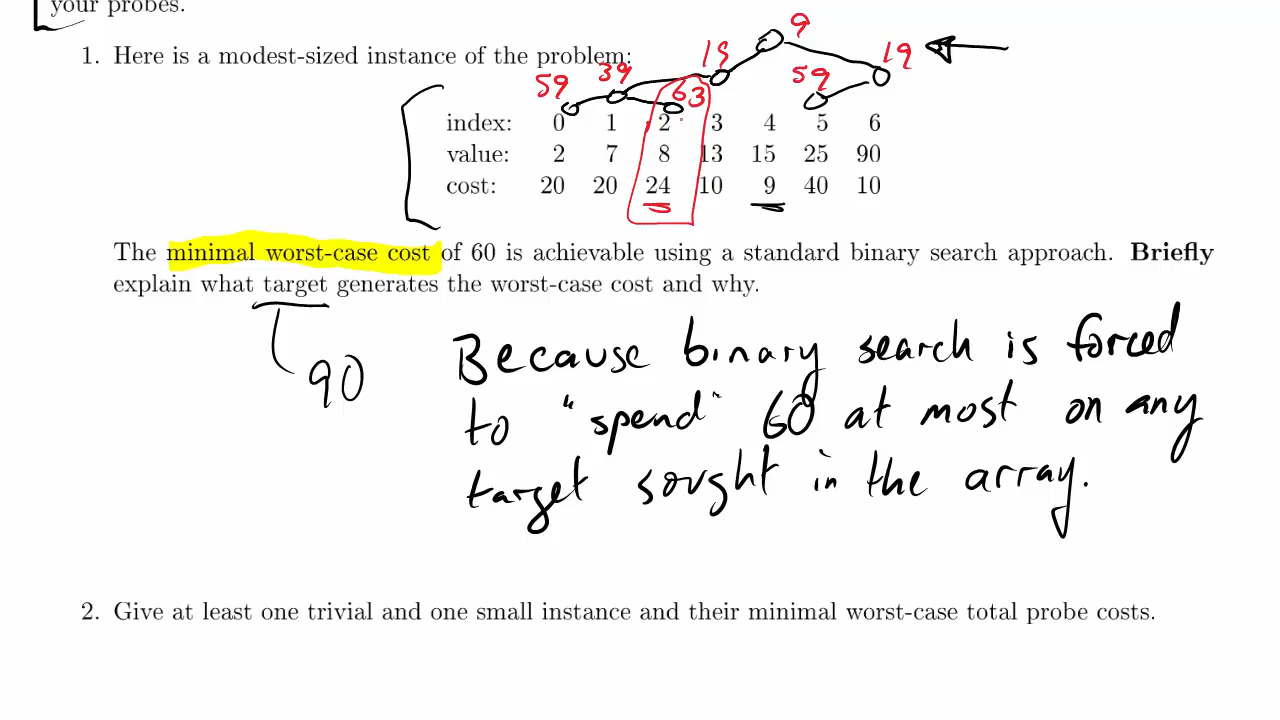 your probes.
1. Here is a modest-sized instance of the problem:
9
19 19
59 39 63 59
index: 0 1 2 3 4 5 6
value: 2 7 8 13 15 25 90
cost: 20 20 24 10 9 40 10
The minimal worst-case cost of 60 is achievable using a standard binary search approach. Briefly
explain what target generates the worst-case cost and why.
90
Because binary search is forced
to "spend" 60 at most on any
target sought in the array.
2. Give at least one trivial and one small instance and their minimal worst-case total probe costs.